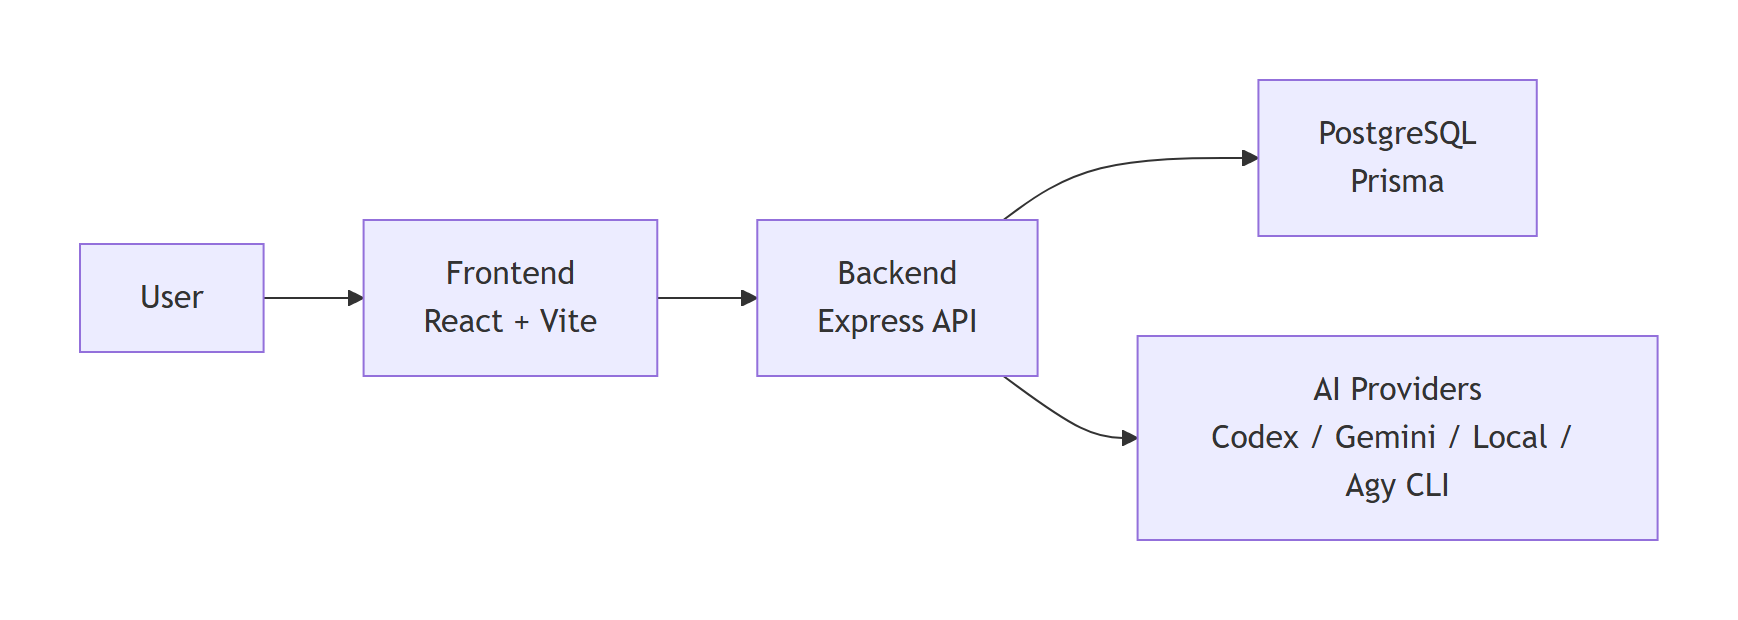 User
Frontend
React + Vite
Backend
Express API
PostgreSQL
Prisma
AI Providers
Codex / Gemini / Local /
Agy CLI